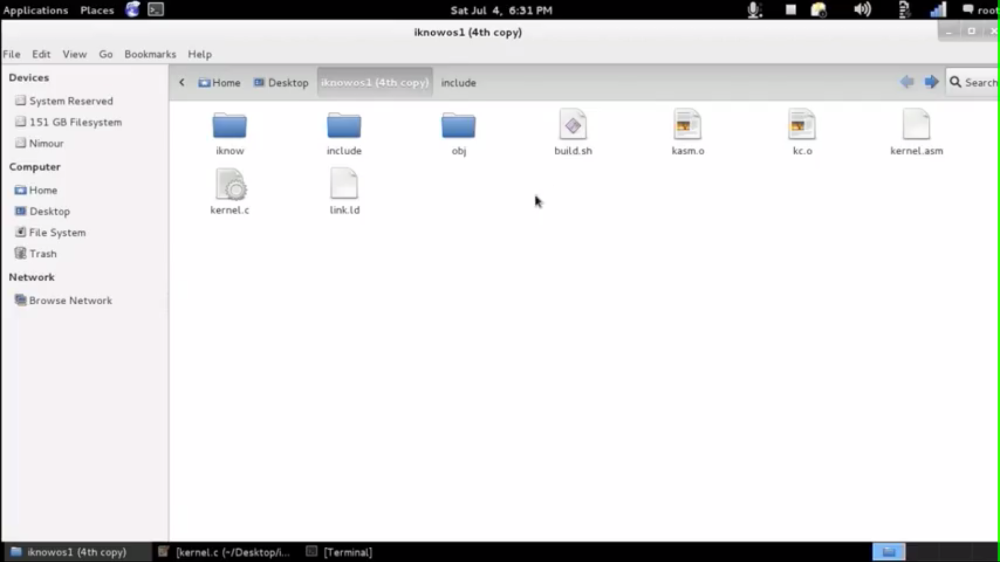 Applications Places Sat Jul 4, 6:31 PM root
iknowos1 (4th copy)
File Edit View Go Bookmarks Help
Devices
System Reserved
151 GB Filesystem
Nimour
Computer
Home
Desktop
File System
Trash
Network
Browse Network
Home Desktop iknowos1 (4th copy) include Search
iknow include obj build.sh kasm.o kc.o kernel.asm
kernel.c link.ld
iknowos1 (4th copy) [kernel.c (~/Desktop/i... [Terminal]